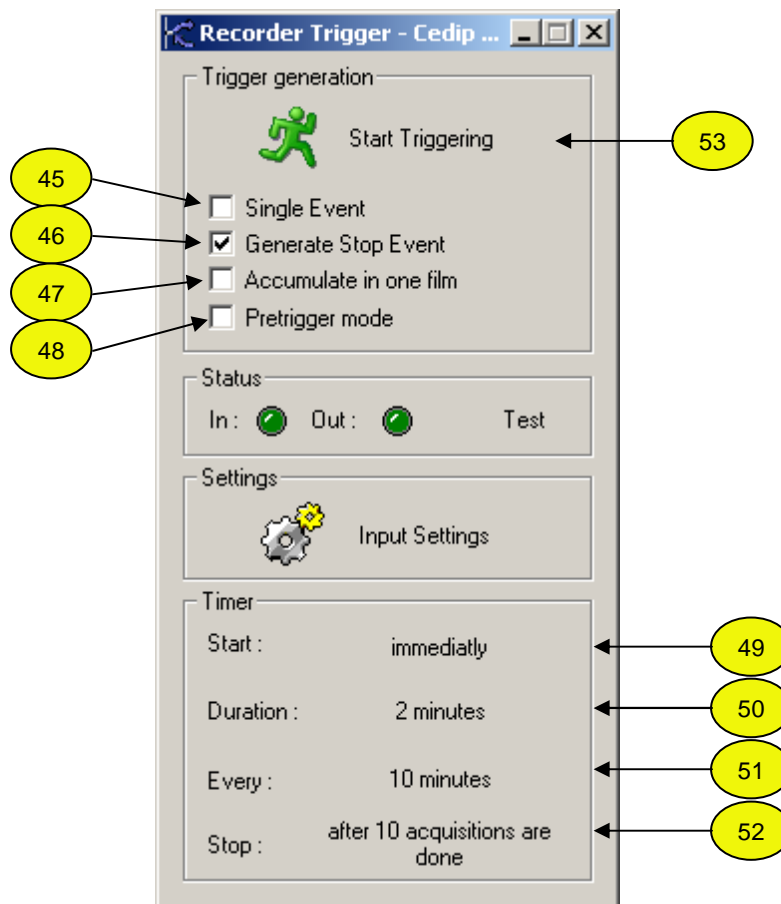 Recorder Trigger - Cedip ...
Trigger generation
Start Triggering
53
45
Single Event
46
Generate Stop Event
47
Accumulate in one film
48
Pretrigger mode
Status
In :
Out :
Test
Settings
Input Settings
Timer
Start :
immediatly
49
Duration :
2 minutes
50
Every :
10 minutes
51
Stop :
after 10 acquisitions are
done
52